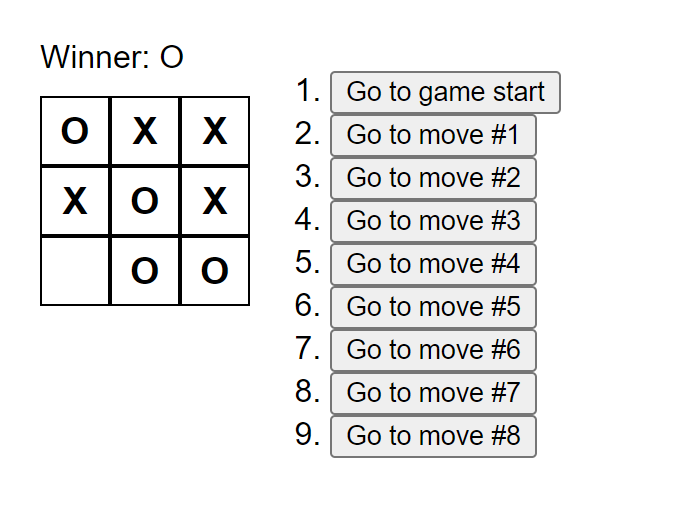 Winner: O
O X X
X O X
O O
1. Go to game start
2. Go to move #1
3. Go to move #2
4. Go to move #3
5. Go to move #4
6. Go to move #5
7. Go to move #6
8. Go to move #7
9. Go to move #8